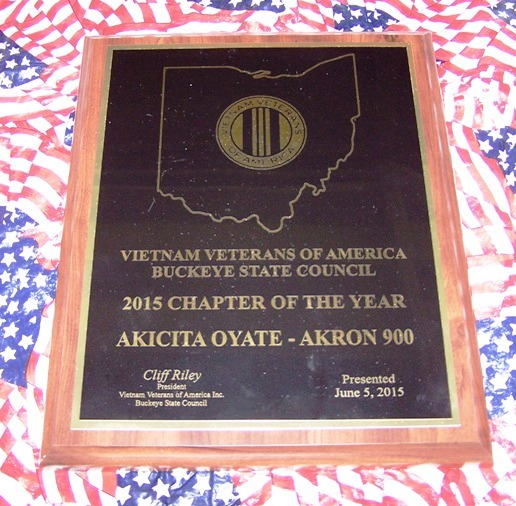 VIETNAM VETERANS
OF AMERICA
VIETNAM VETERANS OF AMERICA
BUCKEYE STATE COUNCIL
2015 CHAPTER OF THE YEAR
AKICITA OYATE - AKRON 900
Cliff Riley
President
Vietnam Veterans of America Inc.
Buckeye State Council
Presented
June 5, 2015